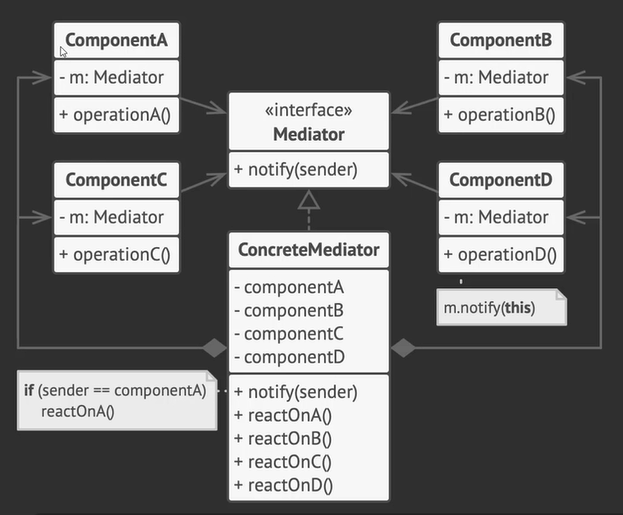 ComponentA
- m: Mediator
+ operationA()
ComponentB
- m: Mediator
+ operationB()
«interface»
Mediator
+ notify(sender)
ComponentC
- m: Mediator
+ operationC()
ComponentD
- m: Mediator
+ operationD()
m.notify(this)
ConcreteMediator
- componentA
- componentB
- componentC
- componentD
+ notify(sender)
+ reactOnA()
+ reactOnB()
+ reactOnC()
+ reactOnD()
if (sender == componentA)
reactOnA()